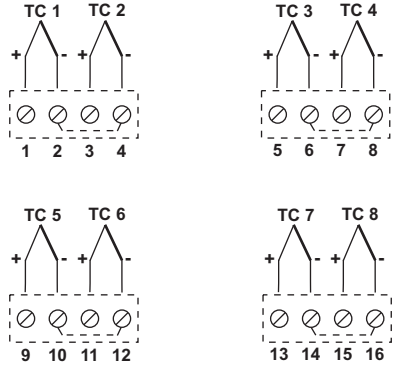 TC 1 TC 2
+ - + -
1 2 3 4
TC 3 TC 4
+ - + -
5 6 7 8
TC 5 TC 6
+ - + -
9 10 11 12
TC 7 TC 8
+ - + -
13 14 15 16